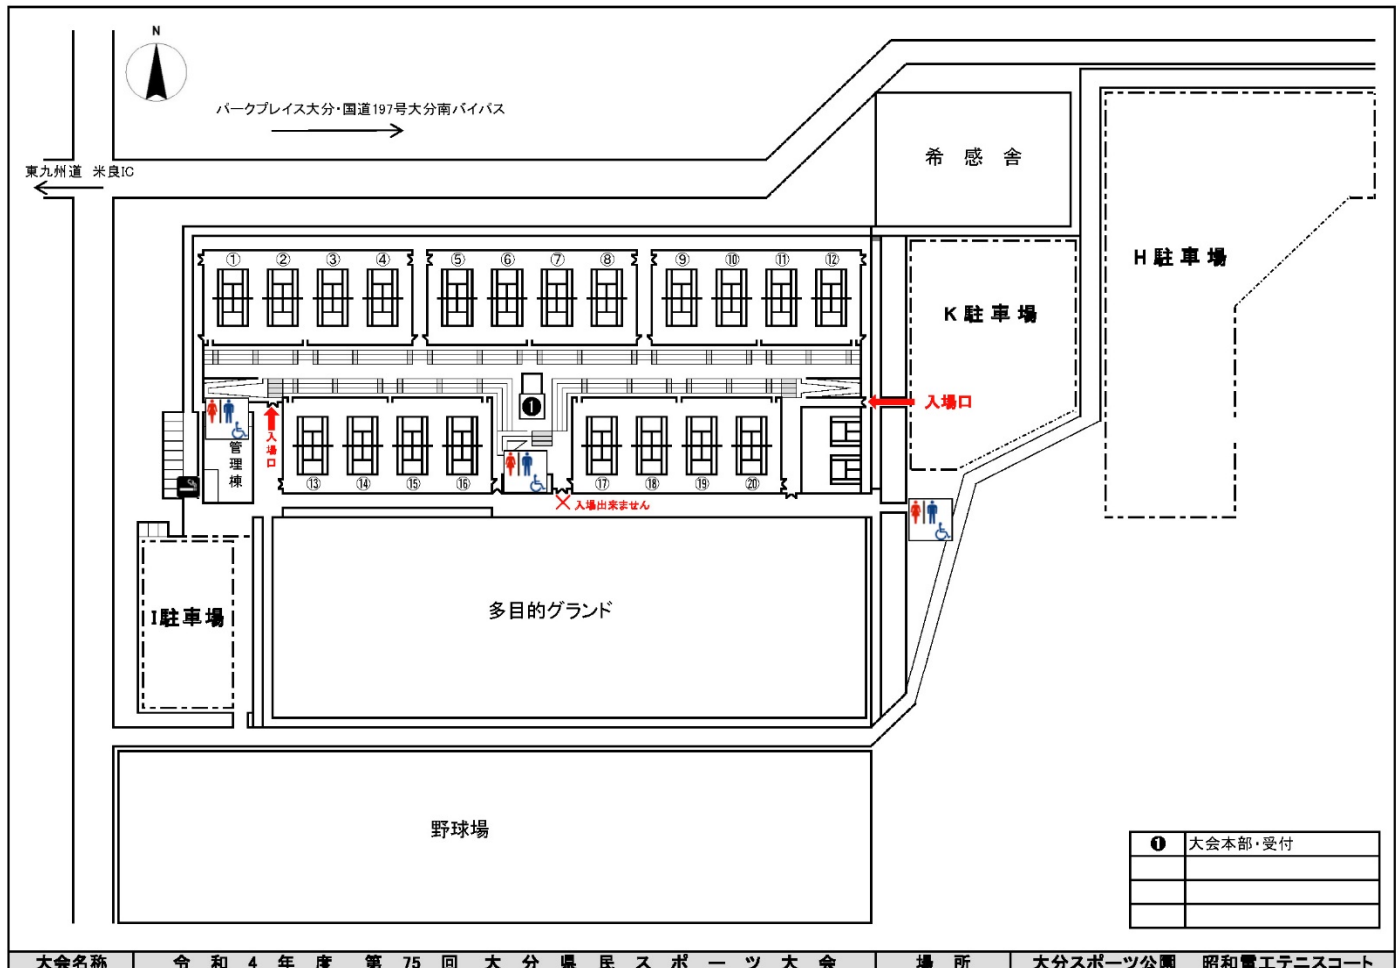 N
パークプレイス大分・国道197号大分南バイパス
東九州道 米良IC
希感舎
H駐車場
① ② ③ ④ ⑤ ⑥ ⑦ ⑧ ⑨ ⑩ ⑪ ⑫
K駐車場
❶
入場口
入場口
管理棟
⑬ ⑭ ⑮ ⑯ ⑰ ⑱ ⑲ ⑳
入場出来ません
I駐車場
多目的グランド
野球場
❶ 大会本部・受付
大会名称 令和4年度第75回大分県民スポーツ大会 場所 大分スポーツ公園 昭和電工テニスコート